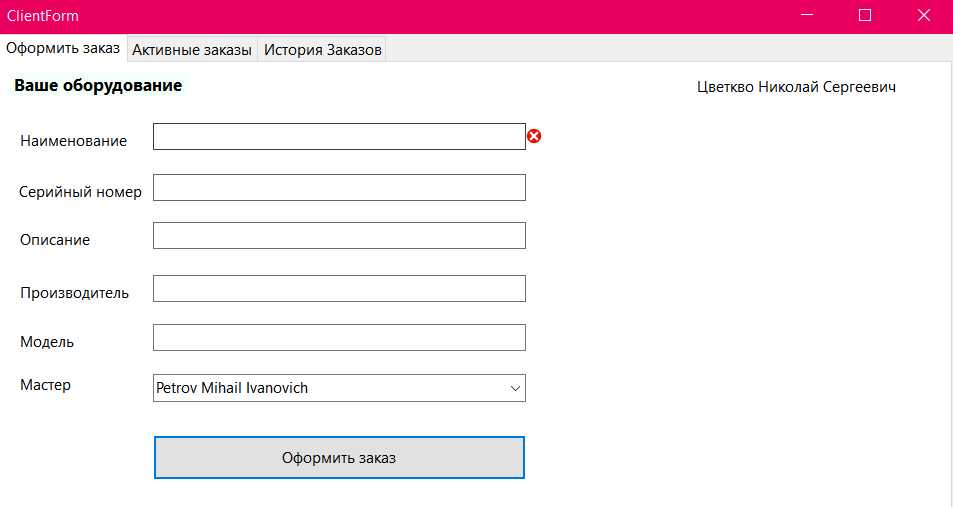 ClientForm
Оформить заказ Активные заказы История Заказов
Ваше оборудование
Цветкво Николай Сергеевич
Наименование
Серийный номер
Описание
Производитель
Модель
Мастер Petrov Mihail Ivanovich
Оформить заказ